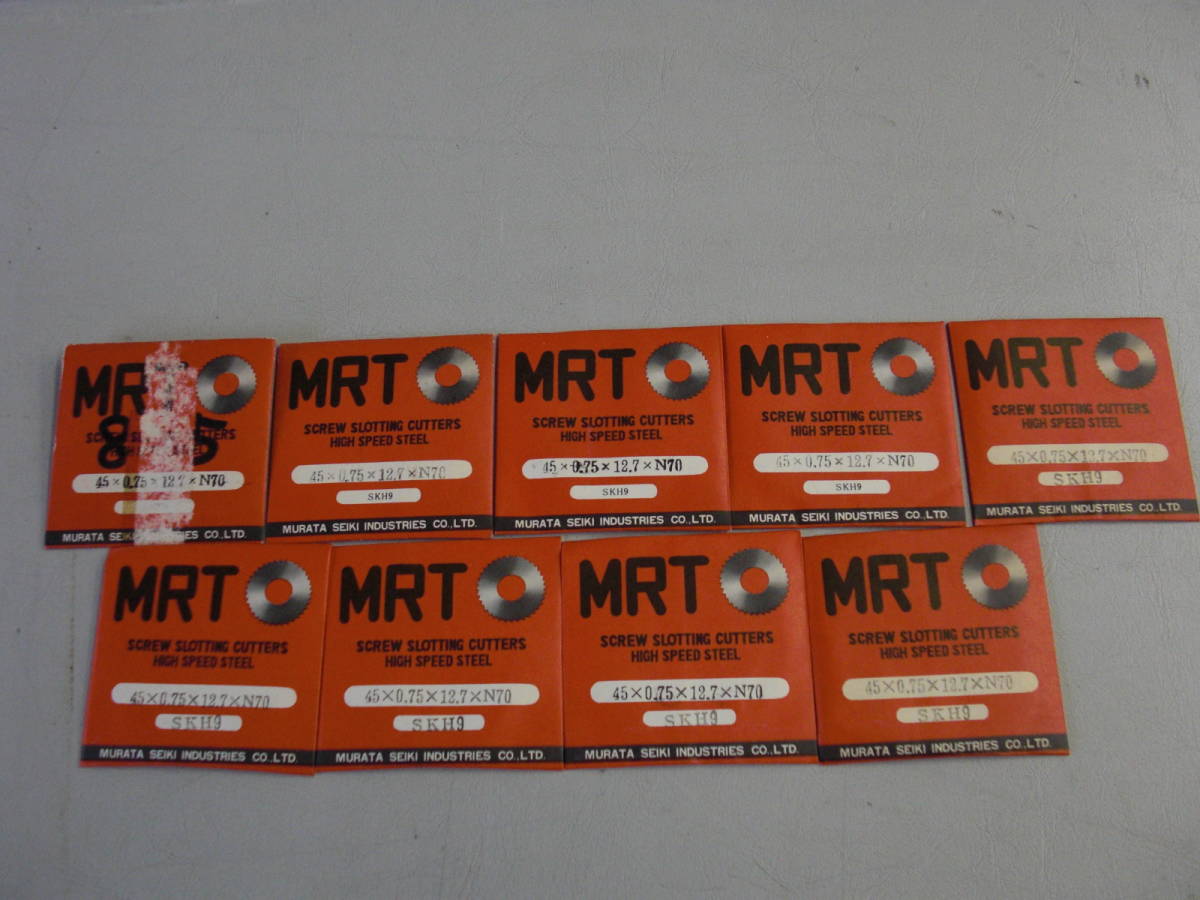 MRT
8 5
45×0.75×12.7×N70
MURATA SEIKI INDUSTRIES CO.,LTD.
MRT
SCREW SLOTTING CUTTERS
HIGH SPEED STEEL
45×0.75×12.7×N70
SKH9
MURATA SEIKI INDUSTRIES CO.,LTD.
MRT
SCREW SLOTTING CUTTERS
HIGH SPEED STEEL
45×0.75×12.7×N70
SKH9
MURATA SEIKI INDUSTRIES CO.,LTD.
MRT
SCREW SLOTTING CUTTERS
HIGH SPEED STEEL
45×0.75×12.7×N70
SKH9
MURATA SEIKI INDUSTRIES CO.,LTD.
MRT
SCREW SLOTTING CUTTERS
HIGH SPEED STEEL
45×0.75×12.7×N70
SKH9
MURATA SEIKI INDUSTRIES CO.,LTD.
MRT
SCREW SLOTTING CUTTERS
HIGH SPEED STEEL
45×0.75×12.7×N70
SKH9
MURATA SEIKI INDUSTRIES CO.,LTD.
MRT
SCREW SLOTTING CUTTERS
HIGH SPEED STEEL
45×0.75×12.7×N70
SKH9
MURATA SEIKI INDUSTRIES CO.,LTD.
MRT
SCREW SLOTTING CUTTERS
HIGH SPEED STEEL
45×0.75×12.7×N70
SKH9
MURATA SEIKI INDUSTRIES CO.,LTD.
MRT
SCREW SLOTTING CUTTERS
HIGH SPEED STEEL
45×0.75×12.7×N70
SKH9
MURATA SEIKI INDUSTRIES CO.,LTD.